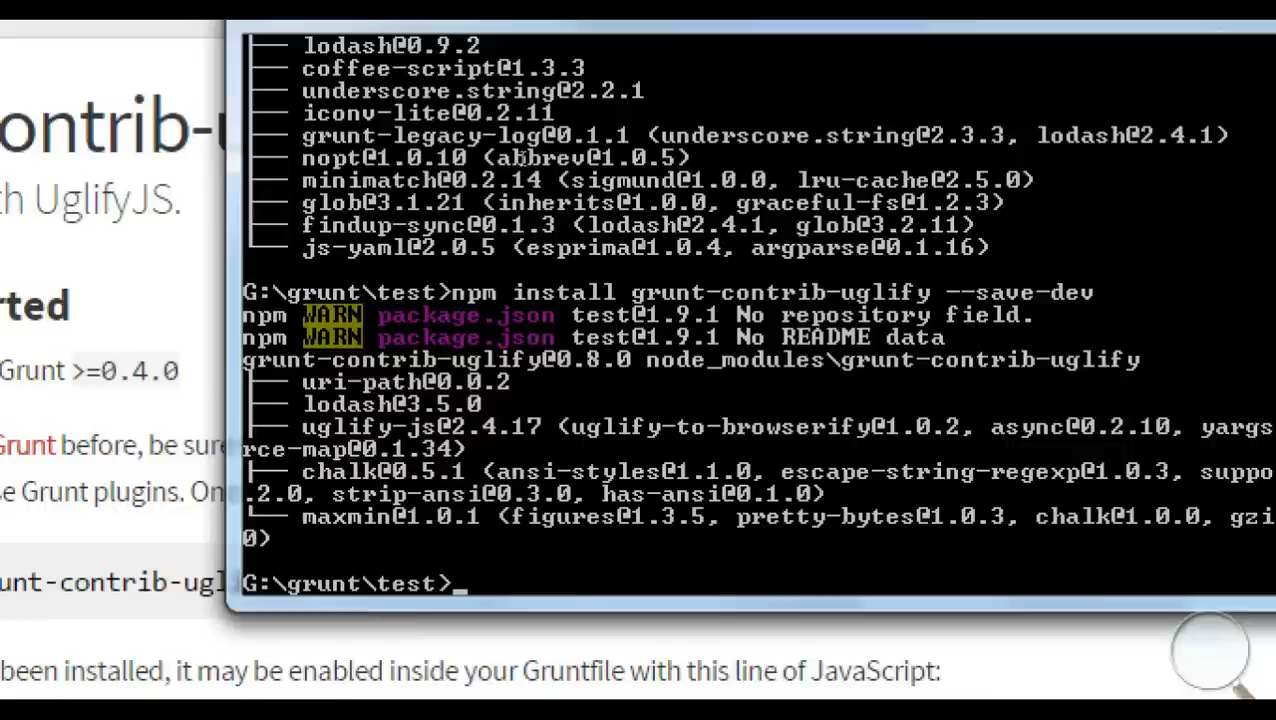 ontrib-u
th UglifyJS.
rted
Grunt >=0.4.0
Grunt before, be sure
se Grunt plugins. On
unt-contrib-ugl
been installed, it may be enabled inside your Gruntfile with this line of JavaScript:
├── lodash@0.9.2
├── coffee-script@1.3.3
├── underscore.string@2.2.1
├── iconv-lite@0.2.11
├── grunt-legacy-log@0.1.1 (underscore.string@2.3.3, lodash@2.4.1)
├── nopt@1.0.10 (abbrev@1.0.5)
├── minimatch@0.2.14 (sigmund@1.0.0, lru-cache@2.5.0)
├── glob@3.1.21 (inherits@1.0.0, graceful-fs@1.2.3)
├── findup-sync@0.1.3 (lodash@2.4.1, glob@3.2.11)
└── js-yaml@2.0.5 (esprima@1.0.4, argparse@0.1.16)
G:\grunt\test>npm install grunt-contrib-uglify --save-dev
npm WARN package.json test@1.9.1 No repository field.
npm WARN package.json test@1.9.1 No README data
grunt-contrib-uglify@0.8.0 node_modules\grunt-contrib-uglify
├── uri-path@0.0.2
├── lodash@3.5.0
├── uglify-js@2.4.17 (uglify-to-browserify@1.0.2, async@0.2.10, yargs
rce-map@0.1.34)
├── chalk@0.5.1 (ansi-styles@1.1.0, escape-string-regexp@1.0.3, suppo
.2.0, strip-ansi@0.3.0, has-ansi@0.1.0)
└── maxmin@1.0.1 (figures@1.3.5, pretty-bytes@1.0.3, chalk@1.0.0, gzi
0)
G:\grunt\test>_